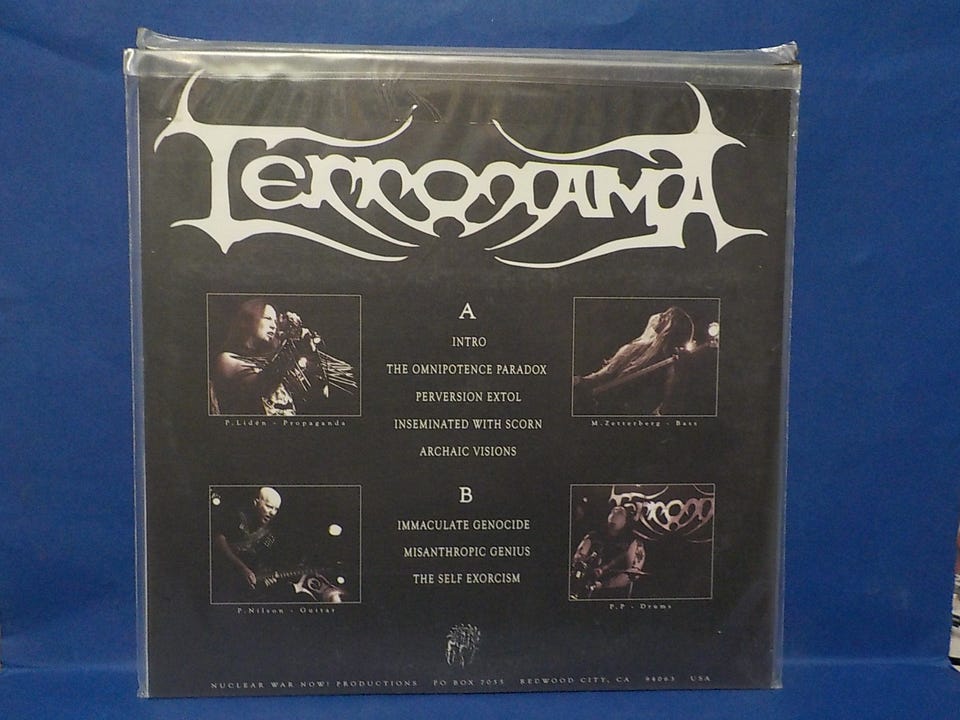 Terrorama
A
INTRO
THE OMNIPOTENCE PARADOX
PERVERSION EXTOL
INSEMINATED WITH SCORN
ARCHAIC VISIONS
P.Lidén - Propaganda
M.Zetterberg - Bass
B
IMMACULATE GENOCIDE
MISANTHROPIC GENIUS
THE SELF EXORCISM
P.Nilson - Guitar
P.P - Drums
NUCLEAR WAR NOW! PRODUCTIONS PO BOX 7055 REDWOOD CITY, CA 94063 USA